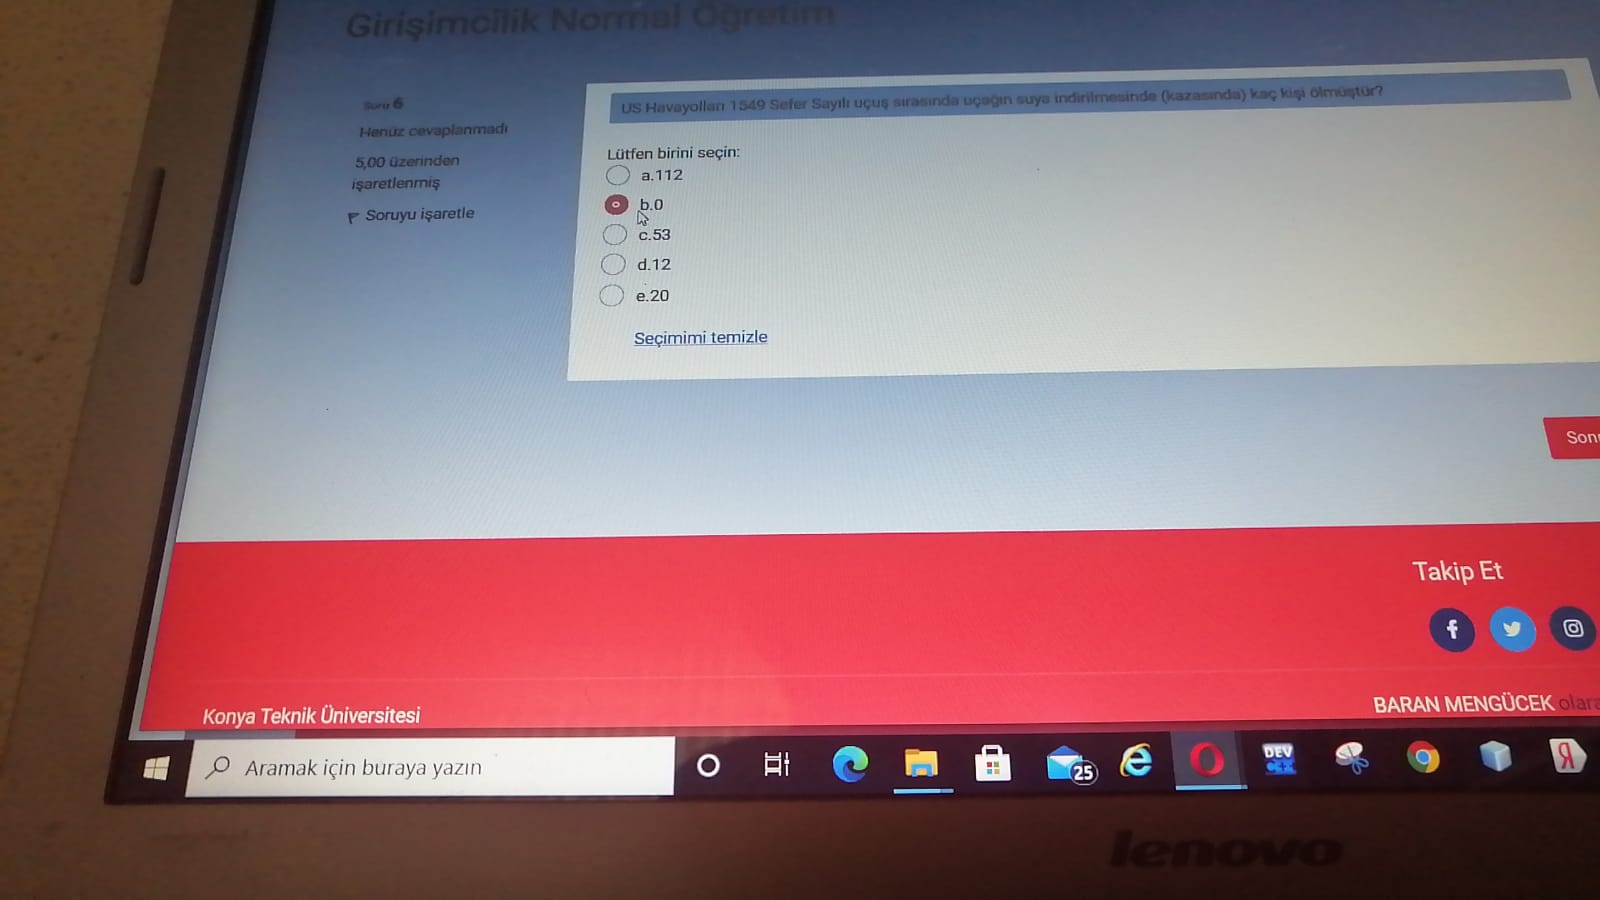 Girişimcilik Normal Öğretim
Soru 6
Henüz cevaplanmadı
5,00 üzerinden
işaretlenmiş
Soruyu işaretle
US Havayolları 1549 Sefer Sayılı uçuş sırasında uçağın suya indirilmesinde (kazasında) kaç kişi ölmüştür?
Lütfen birini seçin:
a.112
b.0
c.53
d.12
e.20
Seçimimi temizle
Takip Et
Konya Teknik Üniversitesi
BARAN MENGÜCEK
Aramak için buraya yazın
25
DEV
C++
Я
lenovo